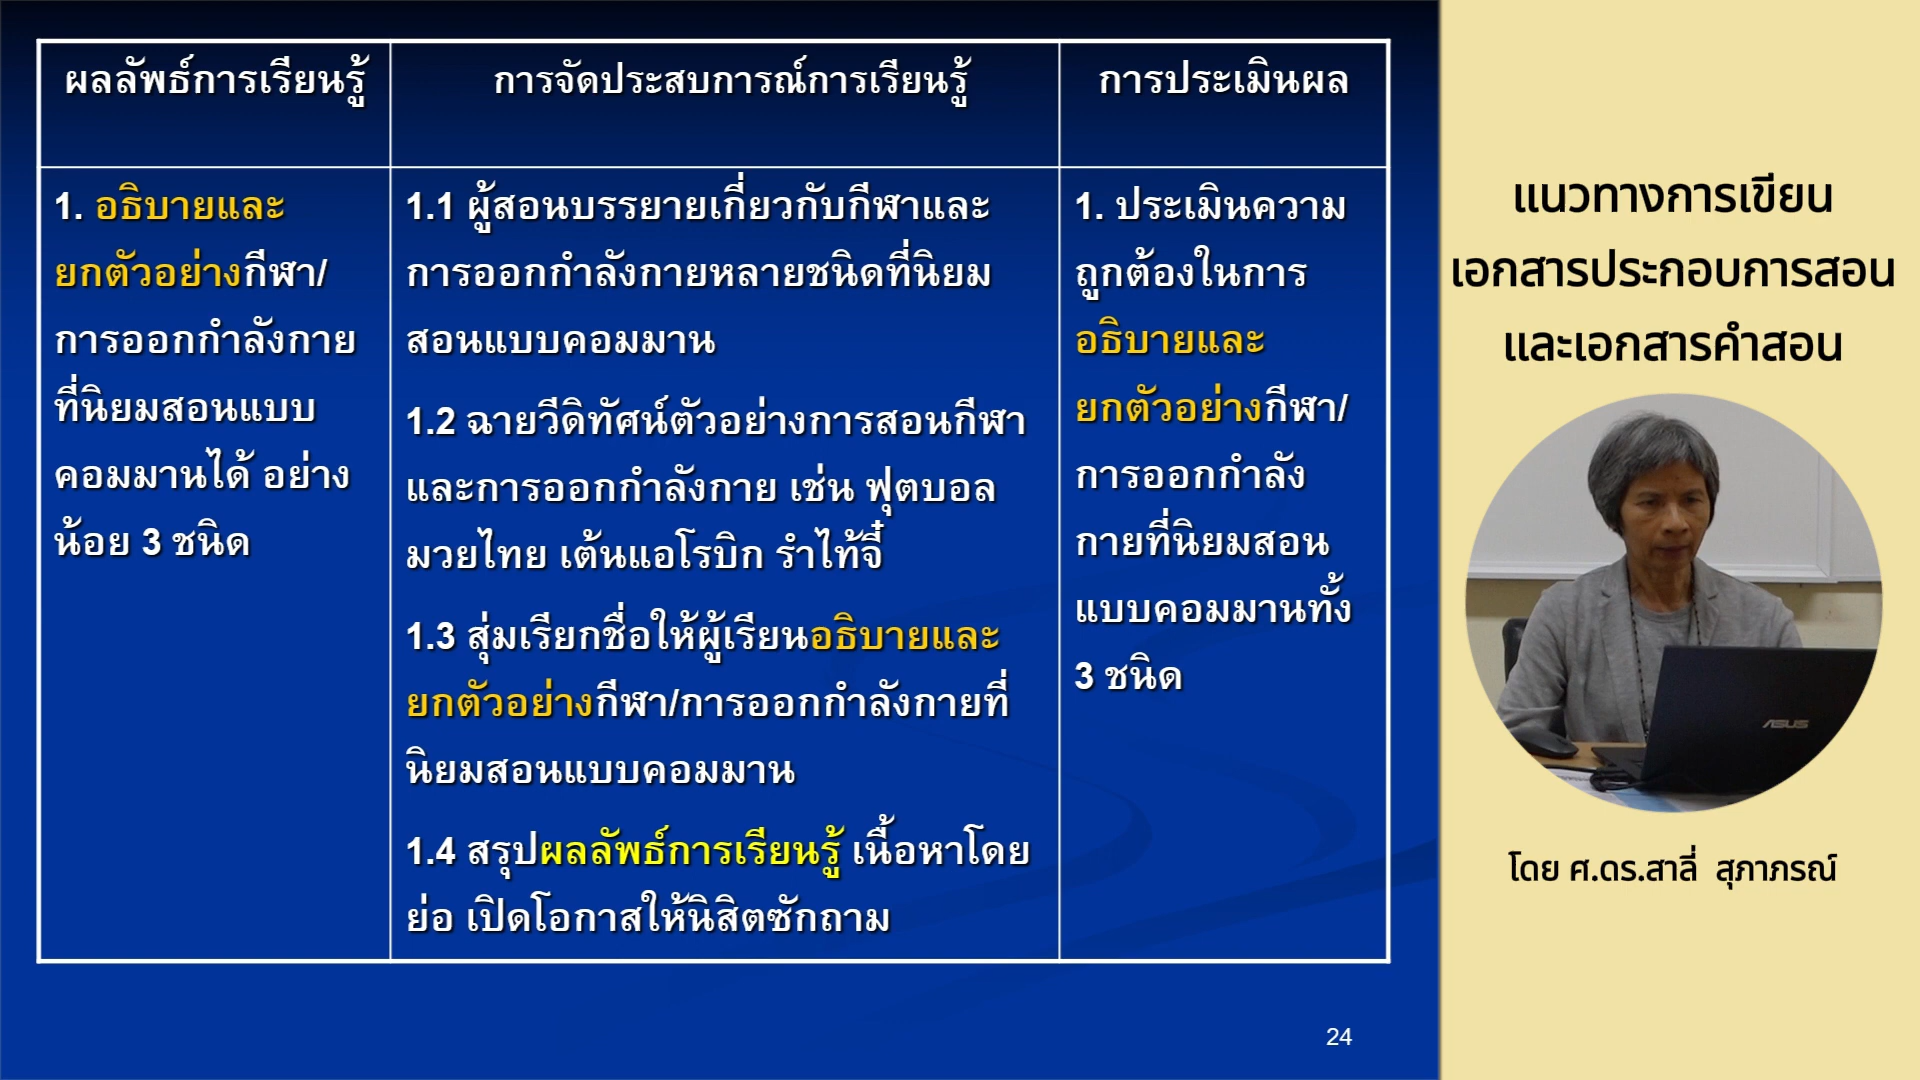 ผลลัพธ์การเรียนรู้
การจัดประสบการณ์การเรียนรู้
การประเมินผล
1. อธิบายและ
ยกตัวอย่างกีฬา/
การออกกำลังกาย
ที่นิยมสอนแบบ
คอมมานได้ อย่าง
น้อย 3 ชนิด
1.1 ผู้สอนบรรยายเกี่ยวกับกีฬาและ
การออกกำลังกายหลายชนิดที่นิยม
สอนแบบคอมมาน
1.2 ฉายวีดิทัศน์ตัวอย่างการสอนกีฬา
และการออกกำลังกาย เช่น ฟุตบอล
มวยไทย เต้นแอโรบิก รำไท้จี๋
1.3 สุ่มเรียกชื่อให้ผู้เรียนอธิบายและ
ยกตัวอย่างกีฬา/การออกกำลังกายที่
นิยมสอนแบบคอมมาน
1.4 สรุปผลลัพธ์การเรียนรู้ เนื้อหาโดย
ย่อ เปิดโอกาสให้นิสิตซักถาม
1. ประเมินความ
ถูกต้องในการ
อธิบายและ
ยกตัวอย่างกีฬา/
การออกกำลัง
กายที่นิยมสอน
แบบคอมมานทั้ง
3 ชนิด
24
แนวทางการเขียน
เอกสารประกอบการสอน
และเอกสารคำสอน
ASUS
โดย ศ.ดร.สาลี่ สุภาภรณ์